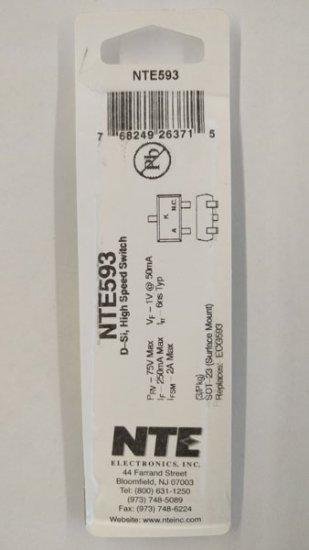 NTE593
7 68249 26371 5
Pb
A K N.C.
NTE593
D-Si, High Speed Switch
PRV – 75V Max VF – 1V @ 50mA
IF – 250mA Max trr – 6ns Typ
IFSM – 2A Max
(3/Pkg)
SOT-23 (Surface Mount)
Replaces: ECG593
NTE
ELECTRONICS, INC.
44 Farrand Street
Bloomfield, NJ 07003
Tel: (800) 631-1250
(973) 748-5089
Fax: (973) 748-6224
Website: www.nteinc.com